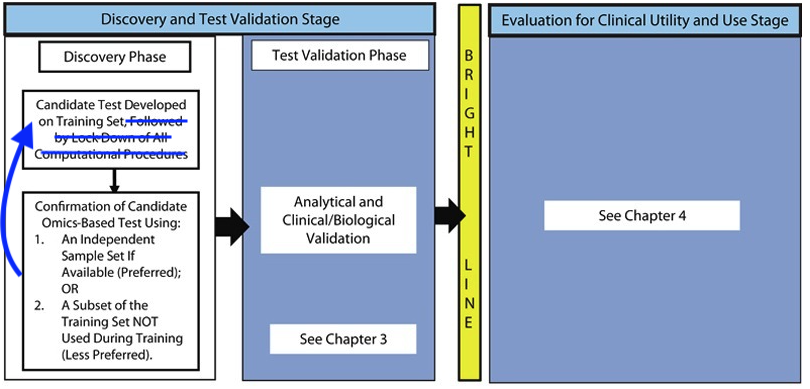 Discovery and Test Validation Stage
Evaluation for Clinical Utility and Use Stage
Discovery Phase
Test Validation Phase
Candidate Test Developed
on Training Set, Followed
by Lock-Down of All
Computational Procedures
Confirmation of Candidate
Omics-Based Test Using:
1. An Independent
Sample Set If
Available (Preferred);
OR
2. A Subset of the
Training Set NOT
Used During Training
(Less Preferred).
Analytical and
Clinical/Biological
Validation
See Chapter 3
BRIGHT
LINE
See Chapter 4